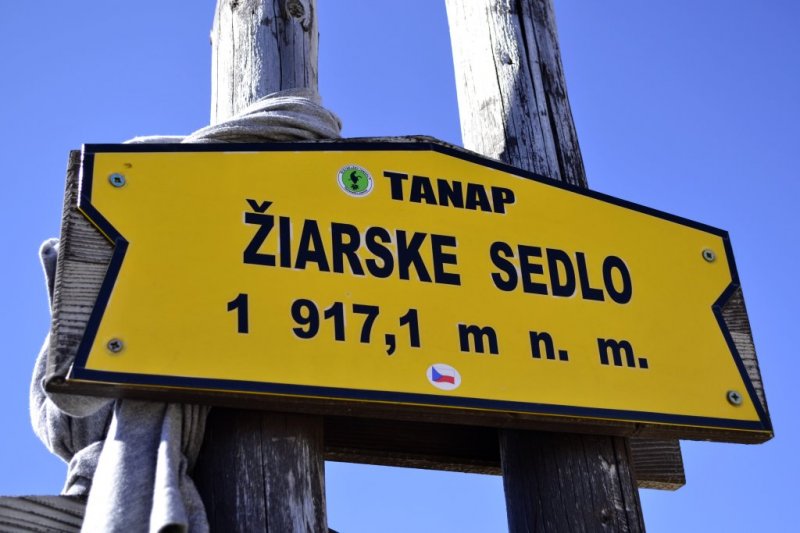 TANAP
ŽIARSKE SEDLO
1 917,1 m n. m.